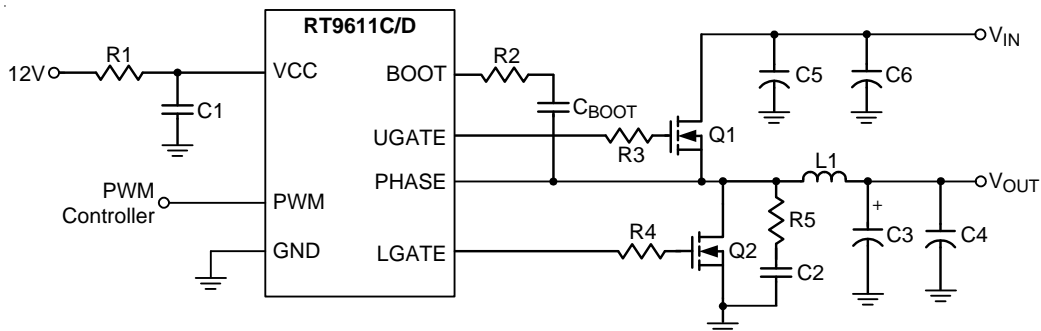 RT9611C/D
R1
12V
VCC
C1
BOOT
R2
CBOOT
UGATE
R3
Q1
C5
C6
VIN
PHASE
L1
VOUT
PWM
Controller
PWM
GND
LGATE
R4
Q2
R5
C2
+
C3
C4